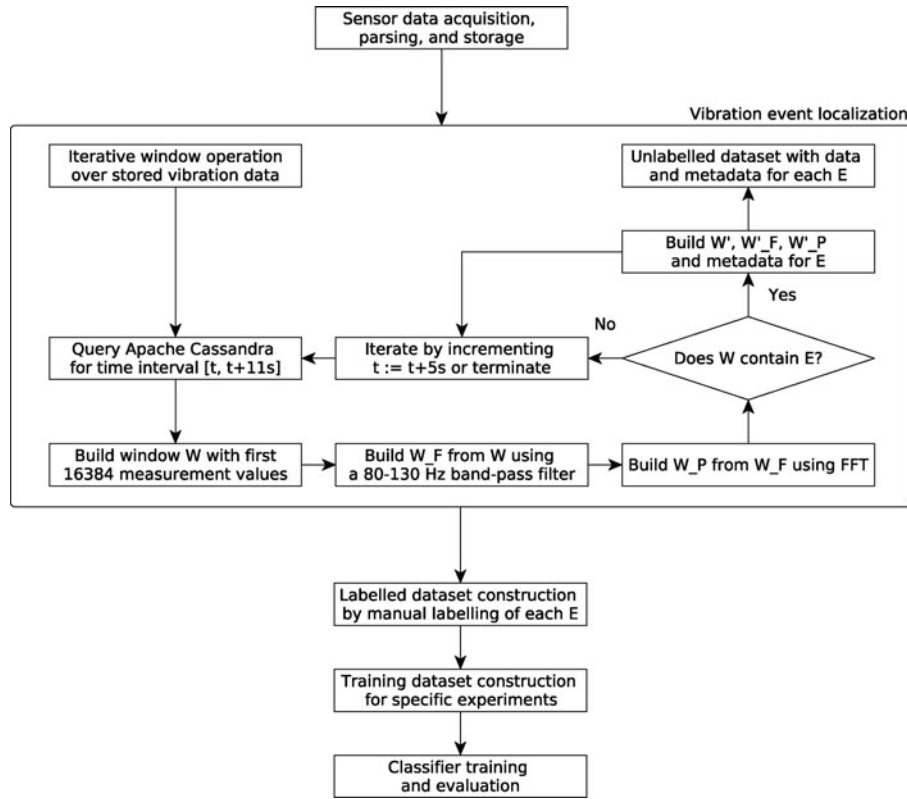 Sensor data acquisition,
parsing, and storage
Vibration event localization
Iterative window operation
over stored vibration data
Unlabelled dataset with data
and metadata for each E
Build W', W'_F, W'_P
and metadata for E
Yes
No
Query Apache Cassandra
for time interval [t, t+11s]
Iterate by incrementing
t := t+5s or terminate
Does W contain E?
Build window W with first
16384 measurement values
Build W_F from W using
a 80-130 Hz band-pass filter
Build W_P from W_F using FFT
Labelled dataset construction
by manual labelling of each E
Training dataset construction
for specific experiments
Classifier training
and evaluation